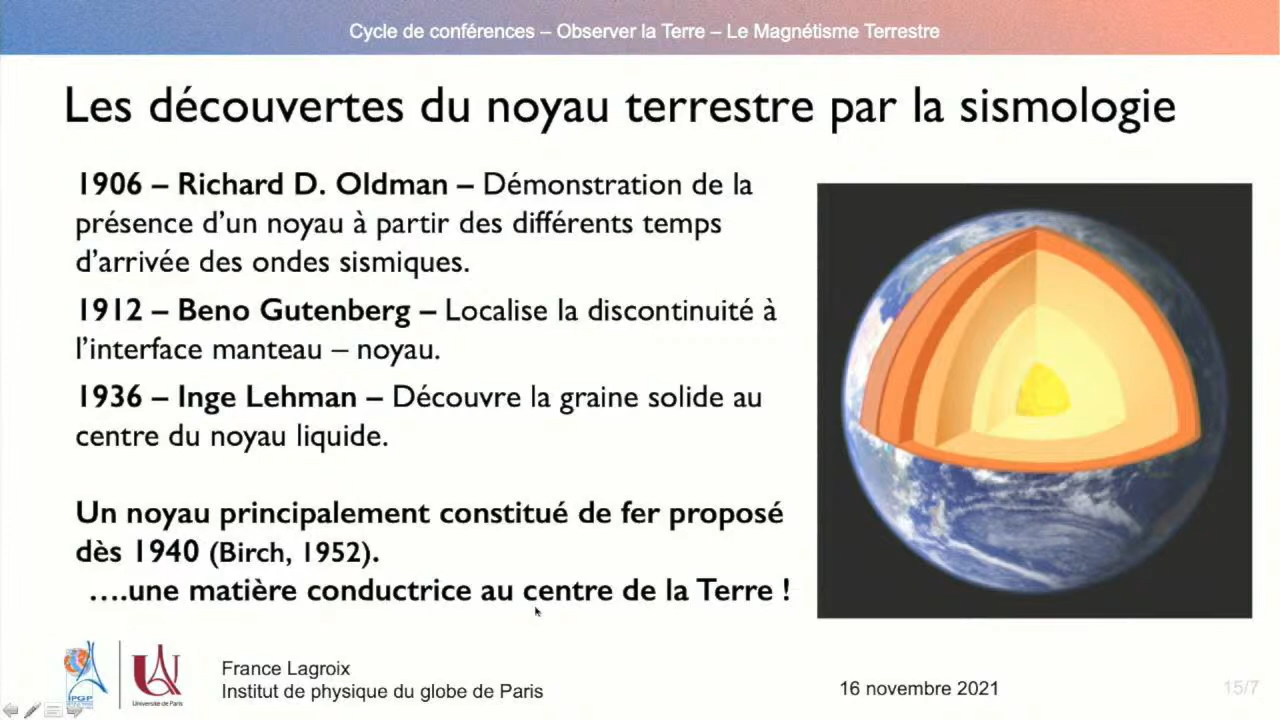 Cycle de conférences – Observer la Terre – Le Magnétisme Terrestre
Les découvertes du noyau terrestre par la sismologie
1906 – Richard D. Oldman – Démonstration de la
présence d'un noyau à partir des différents temps
d'arrivée des ondes sismiques.
1912 – Beno Gutenberg – Localise la discontinuité à
l'interface manteau – noyau.
1936 – Inge Lehman – Découvre la graine solide au
centre du noyau liquide.
Un noyau principalement constitué de fer proposé
dès 1940 (Birch, 1952).
….une matière conductrice au centre de la Terre !
IPGP
Université de Paris
France Lagroix
Institut de physique du globe de Paris
16 novembre 2021
15/7